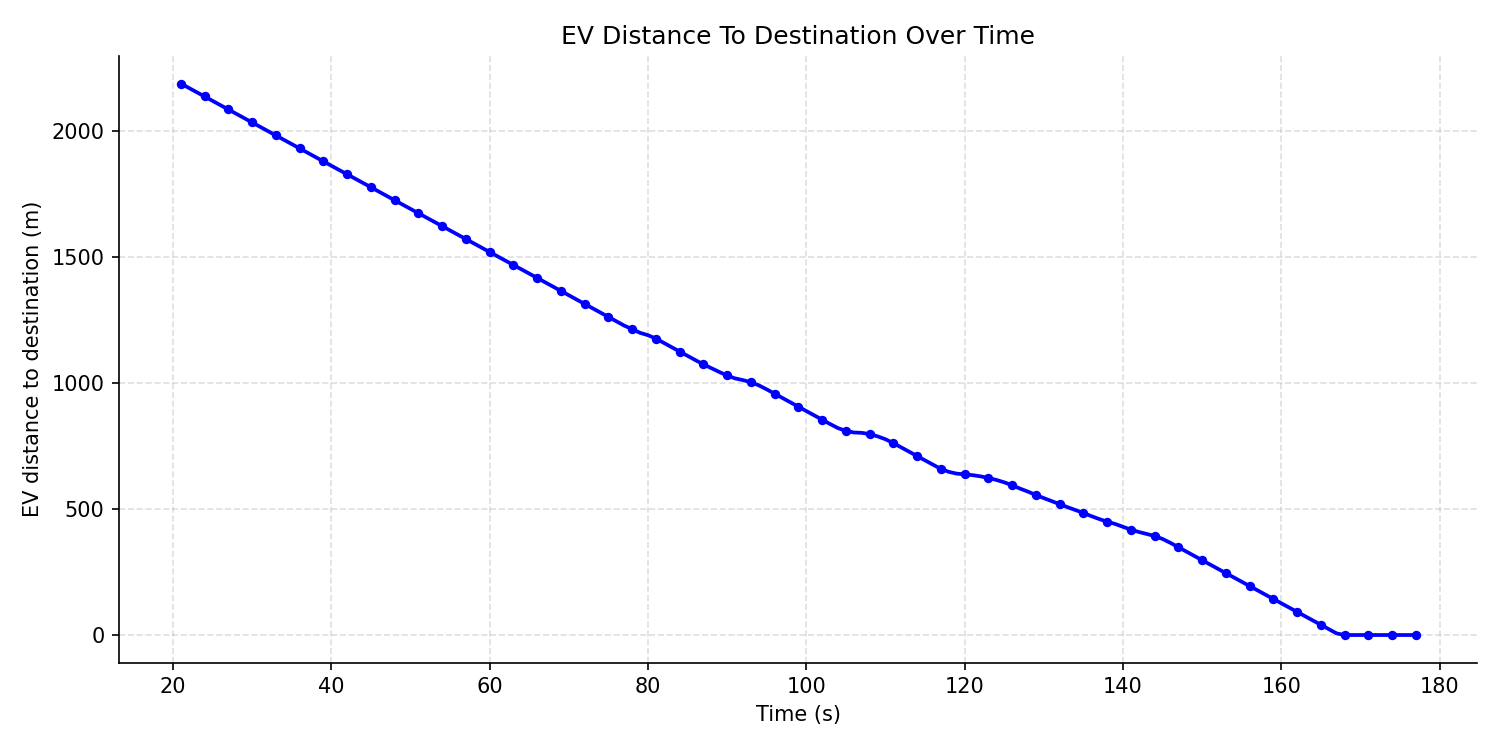 EV Distance To Destination Over Time
EV distance to destination (m)
2000
1500
1000
500
0
20 40 60 80 100 120 140 160 180
Time (s)